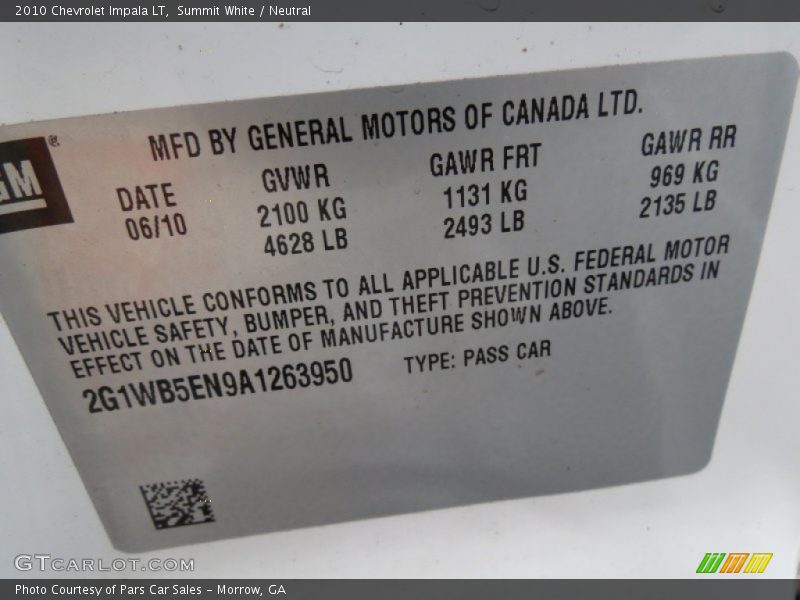 2010 Chevrolet Impala LT, Summit White / Neutral
MFD BY GENERAL MOTORS OF CANADA LTD.
GM ®
DATE GVWR GAWR FRT GAWR RR
06/10 2100 KG 1131 KG 969 KG
4628 LB 2493 LB 2135 LB
THIS VEHICLE CONFORMS TO ALL APPLICABLE U.S. FEDERAL MOTOR
VEHICLE SAFETY, BUMPER, AND THEFT PREVENTION STANDARDS IN
EFFECT ON THE DATE OF MANUFACTURE SHOWN ABOVE.
2G1WB5EN9A1263950 TYPE: PASS CAR
GTCARLOT.COM
Photo Courtesy of Pars Car Sales - Morrow, GA